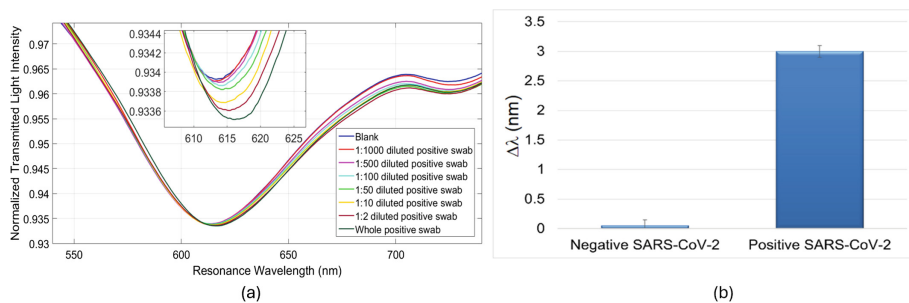 (a)
Normalized Transmitted Light Intensity
0.97
0.965
0.96
0.955
0.95
0.945
0.94
0.935
0.93
0.9344
0.9342
0.934
0.9338
0.9336
610
615
620
625
Blank
1:1000 diluted positive swab
1:500 diluted positive swab
1:100 diluted positive swab
1:50 diluted positive swab
1:10 diluted positive swab
1:2 diluted positive swab
Whole positive swab
550
600
650
700
Resonance Wavelength (nm)
(a)
b)
Δλ (nm)
3.5
3
2.5
2
1.5
1
0.5
0
Negative SARS-CoV-2
Positive SARS-CoV-2
(b)